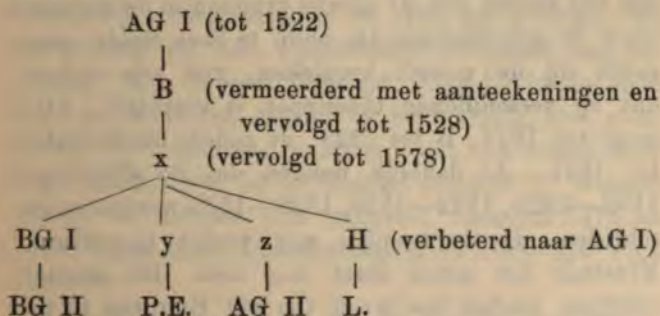 AG I (tot 1522)
B (vermeerderd met aanteekeningen en
vervolgd tot 1528)
x (vervolgd tot 1578)
BG I y z H (verbeterd naar AG I)
BG II P.E. AG II L.